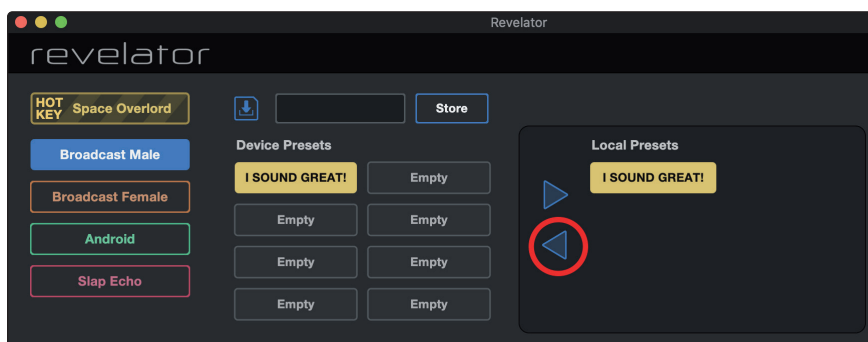 Revelator
revelator
HOT KEY Space Overlord
Store
Broadcast Male
Device Presets
Local Presets
I SOUND GREAT!
Empty
I SOUND GREAT!
Broadcast Female
Empty
Empty
Android
Empty
Empty
Slap Echo
Empty
Empty